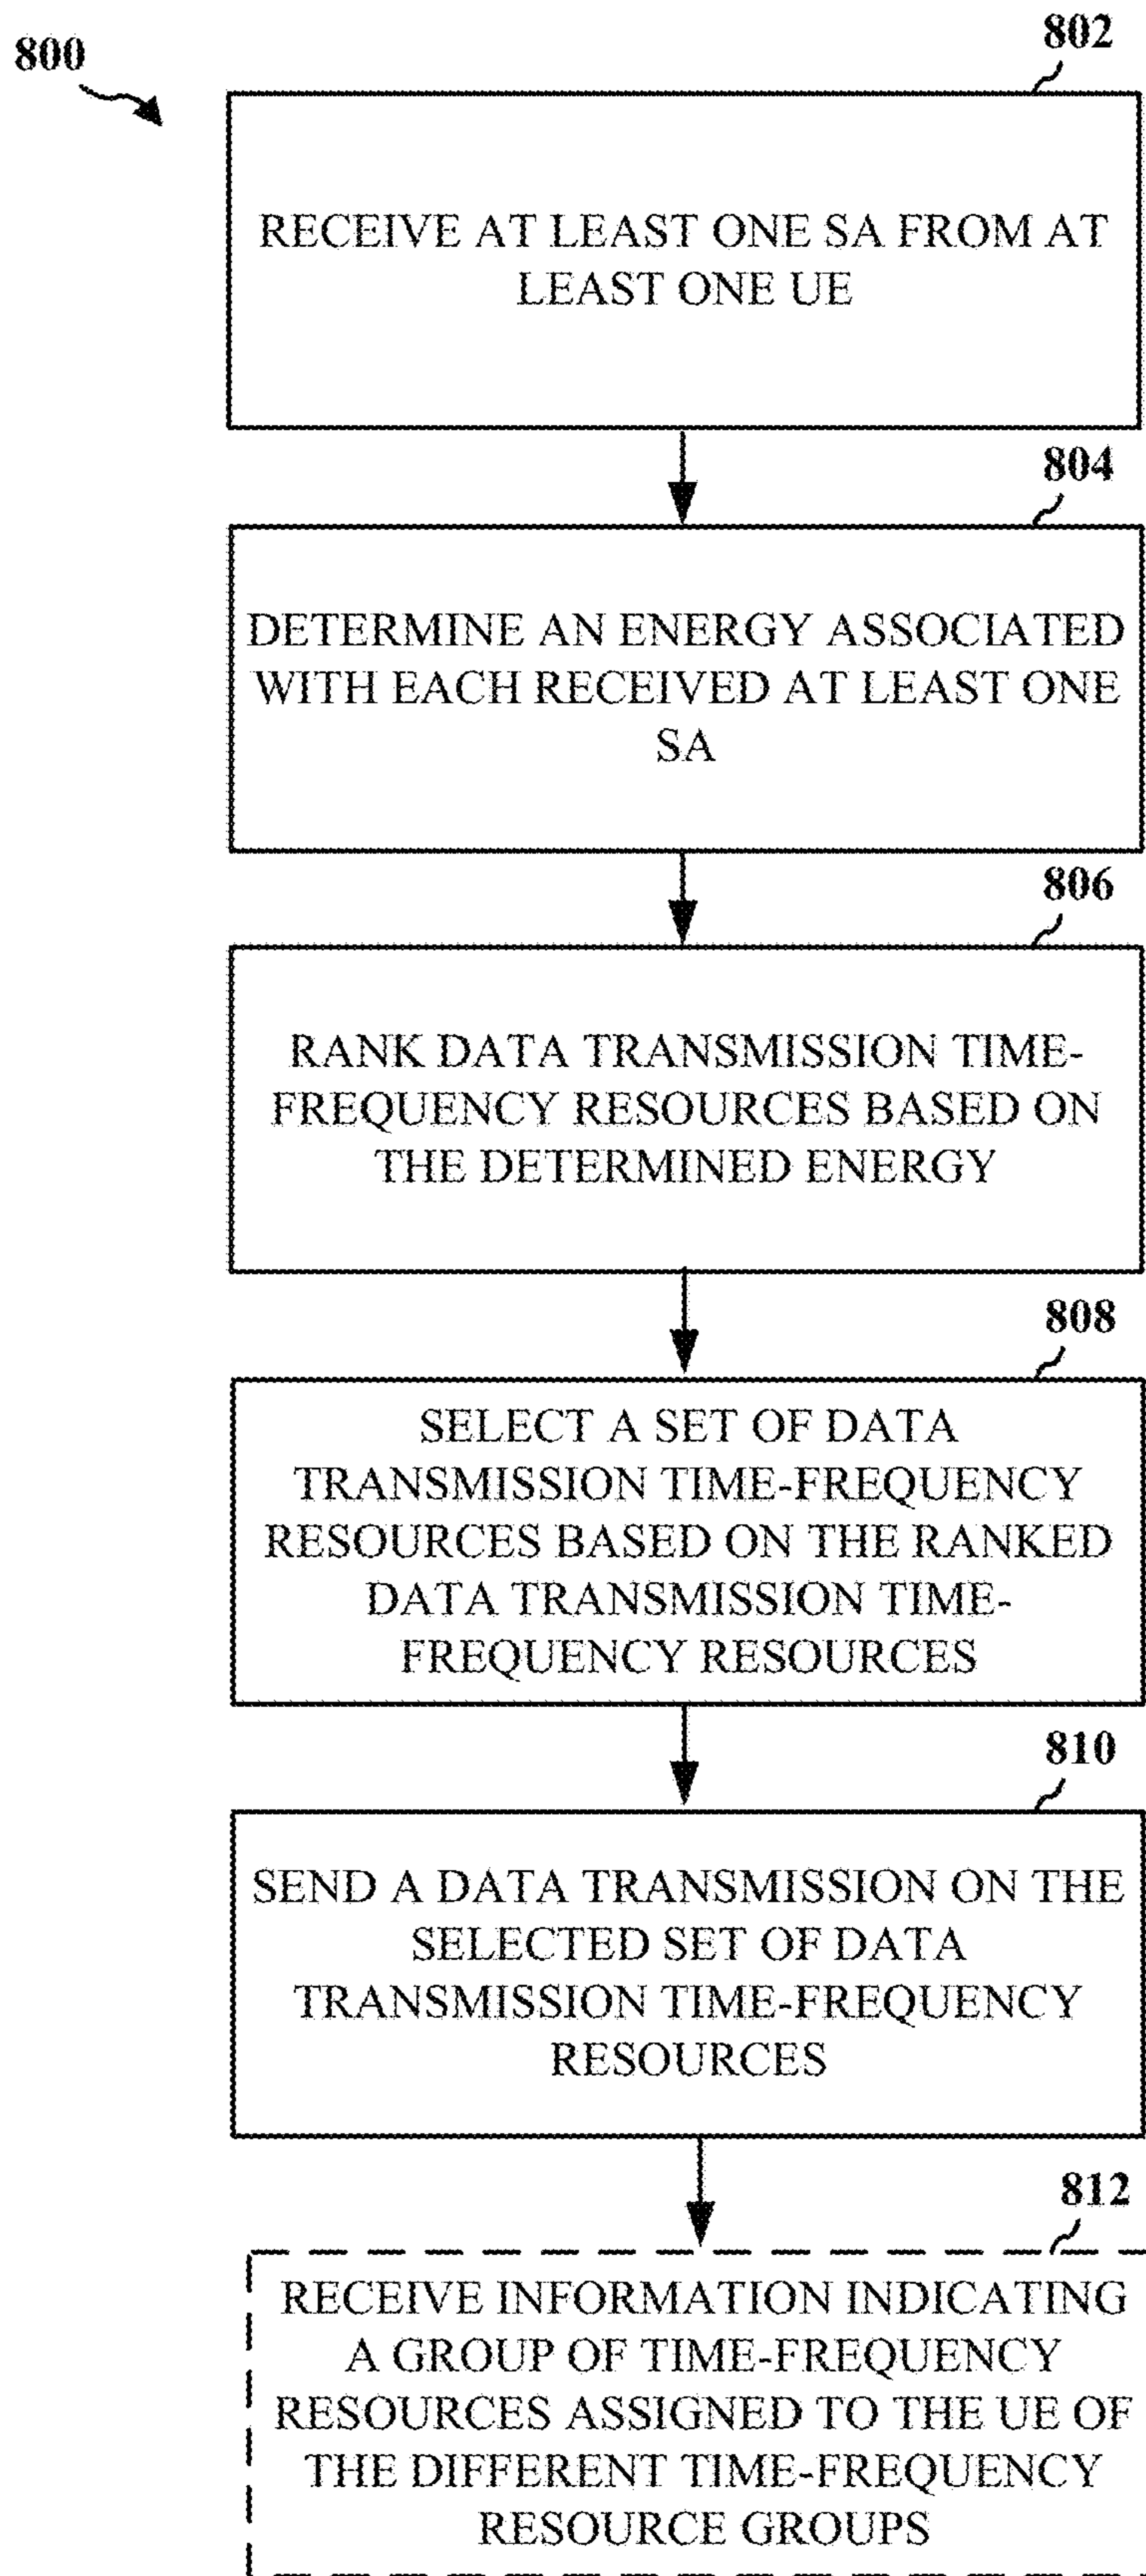 800
802
RECEIVE AT LEAST ONE SA FROM AT
LEAST ONE UE
804
DETERMINE AN ENERGY ASSOCIATED
WITH EACH RECEIVED AT LEAST ONE
SA
806
RANK DATA TRANSMISSION TIME-
FREQUENCY RESOURCES BASED ON
THE DETERMINED ENERGY
808
SELECT A SET OF DATA
TRANSMISSION TIME-FREQUENCY
RESOURCES BASED ON THE RANKED
DATA TRANSMISSION TIME-
FREQUENCY RESOURCES
810
SEND A DATA TRANSMISSION ON THE
SELECTED SET OF DATA
TRANSMISSION TIME-FREQUENCY
RESOURCES
812
RECEIVE INFORMATION INDICATING
A GROUP OF TIME-FREQUENCY
RESOURCES ASSIGNED TO THE UE OF
THE DIFFERENT TIME-FREQUENCY
RESOURCE GROUPS